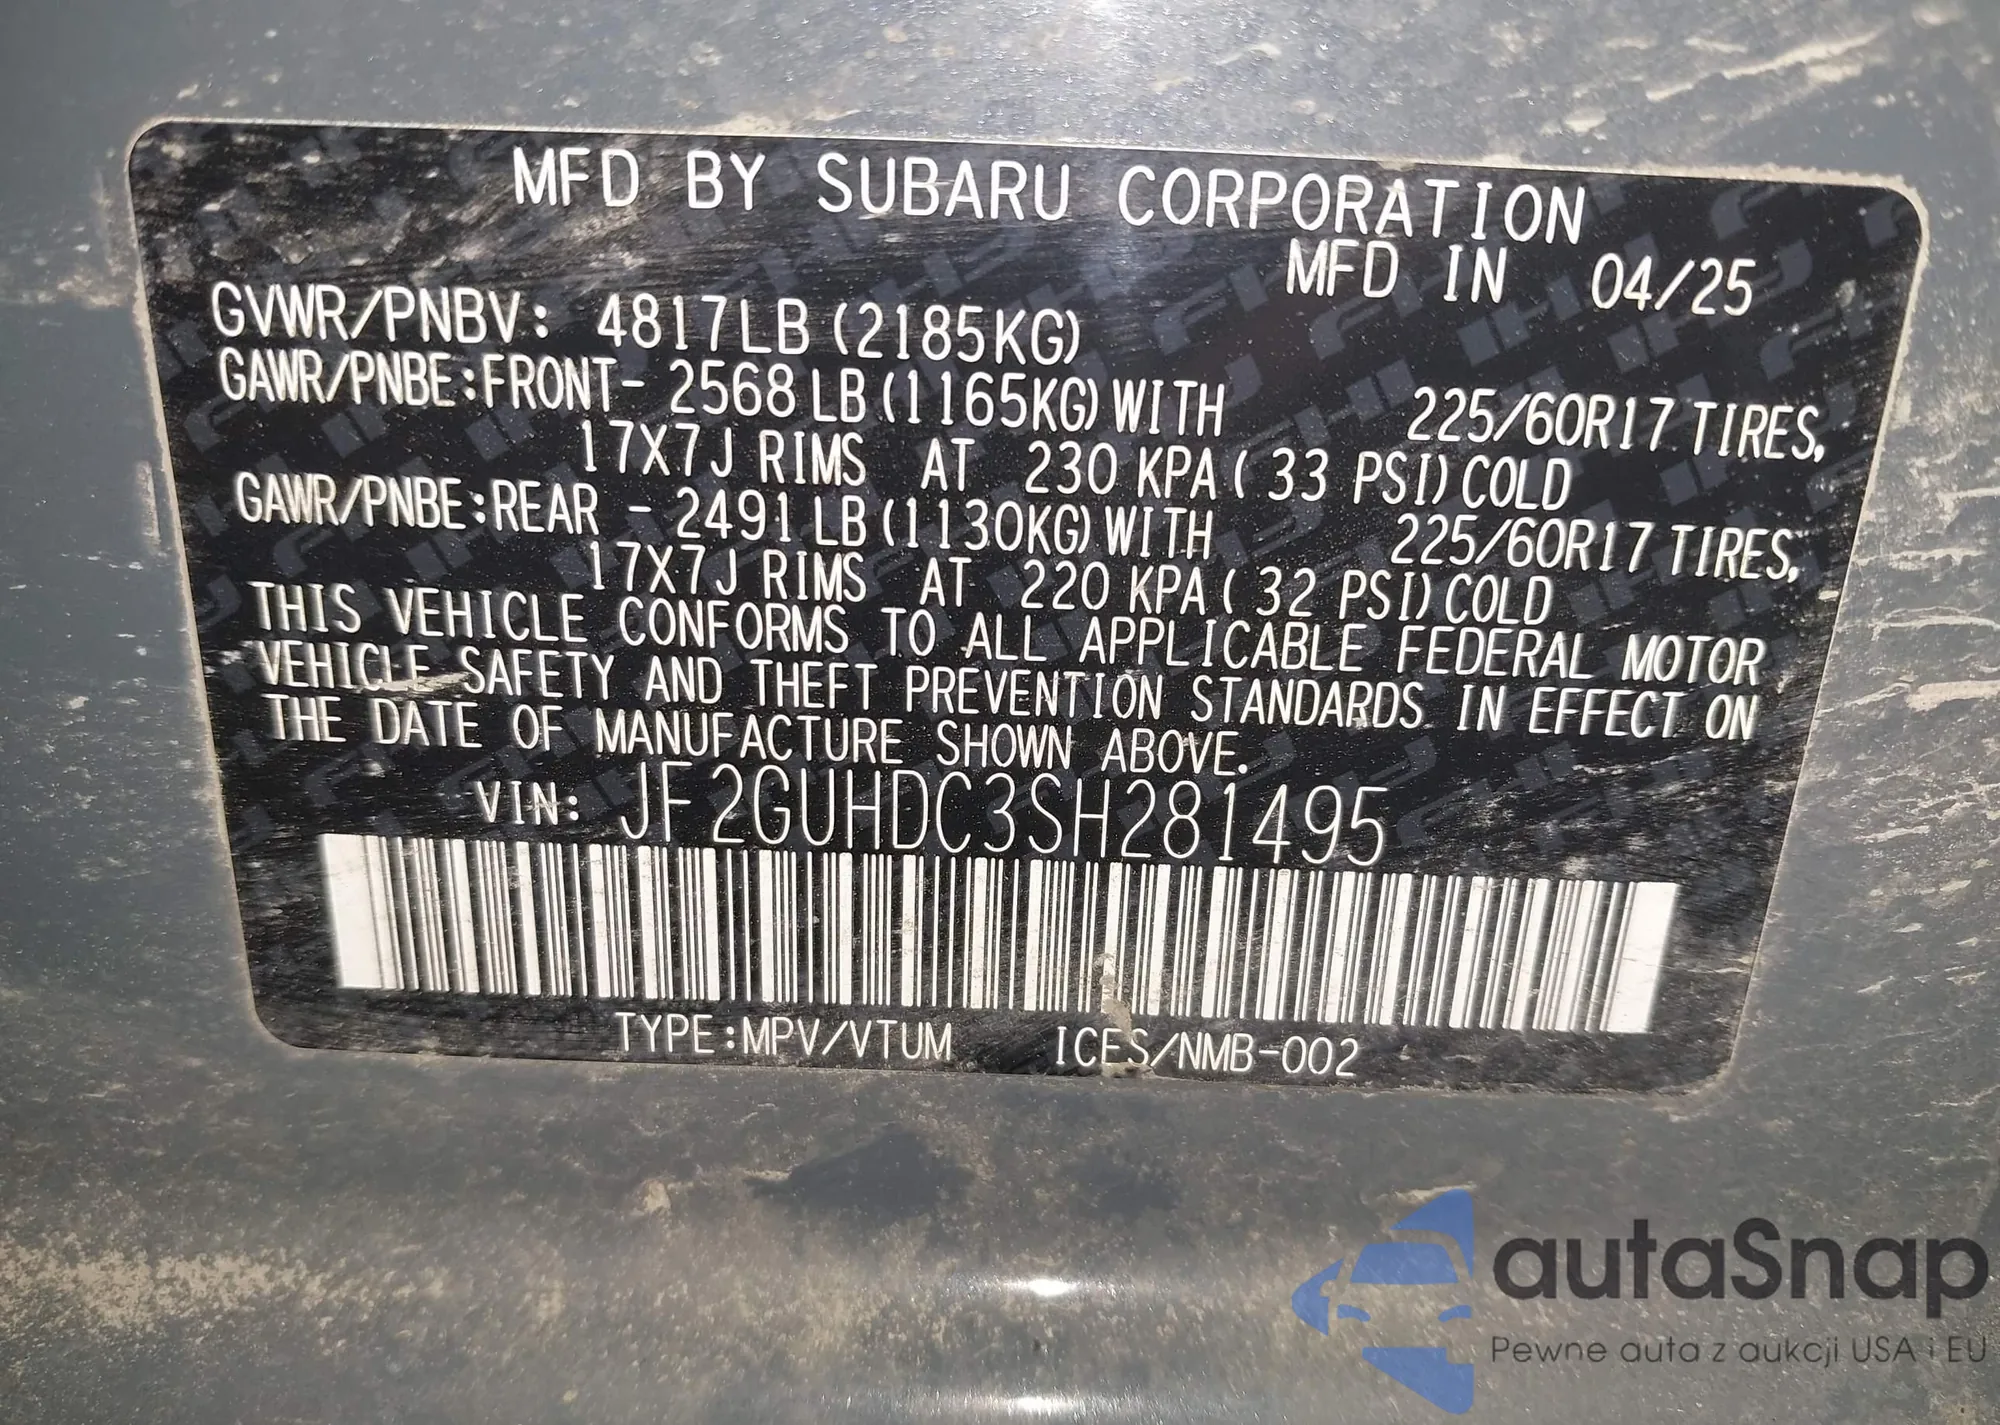 MFD BY SUBARU CORPORATION
MFD IN 04/25
GVWR/PNBV: 4817LB (2185KG)
GAWR/PNBE:FRONT- 2568LB(1165KG)WITH 225/60R17 TIRES,
17X7J RIMS AT 230 KPA( 33 PSI)COLD
GAWR/PNBE:REAR - 2491LB(1130KG)WITH 225/60R17 TIRES,
17X7J RIMS AT 220 KPA( 32 PSI)COLD
THIS VEHICLE CONFORMS TO ALL APPLICABLE FEDERAL MOTOR
VEHICLE SAFETY AND THEFT PREVENTION STANDARDS IN EFFECT ON
THE DATE OF MANUFACTURE SHOWN ABOVE.
VIN: JF2GUHDC3SH281495
TYPE:MPV/VTUM ICES/NMB-002
autaSnap
Pewne auta z aukcji USA i EU